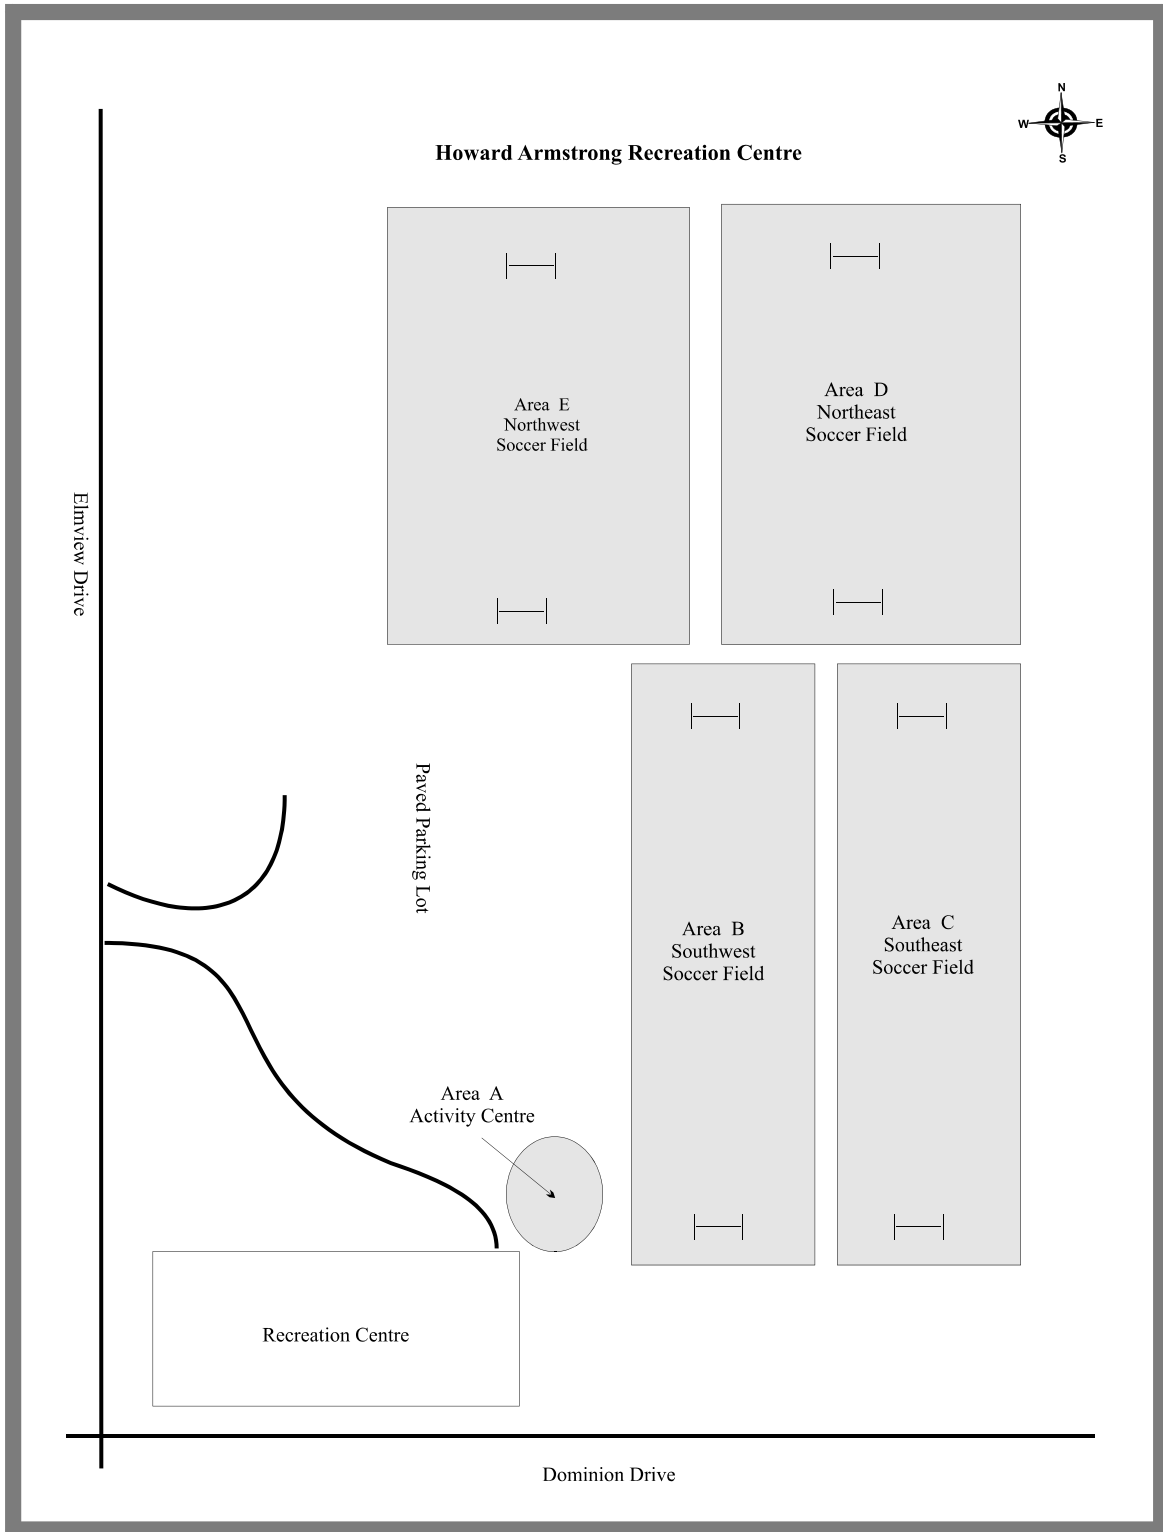 N
W E
S
Howard Armstrong Recreation Centre
Area D
Northeast
Soccer Field
Area E
Northwest
Soccer Field
Elmview Drive
Paved Parking Lot
Area B
Southwest
Soccer Field
Area C
Southeast
Soccer Field
Area A
Activity Centre
Recreation Centre
Dominion Drive